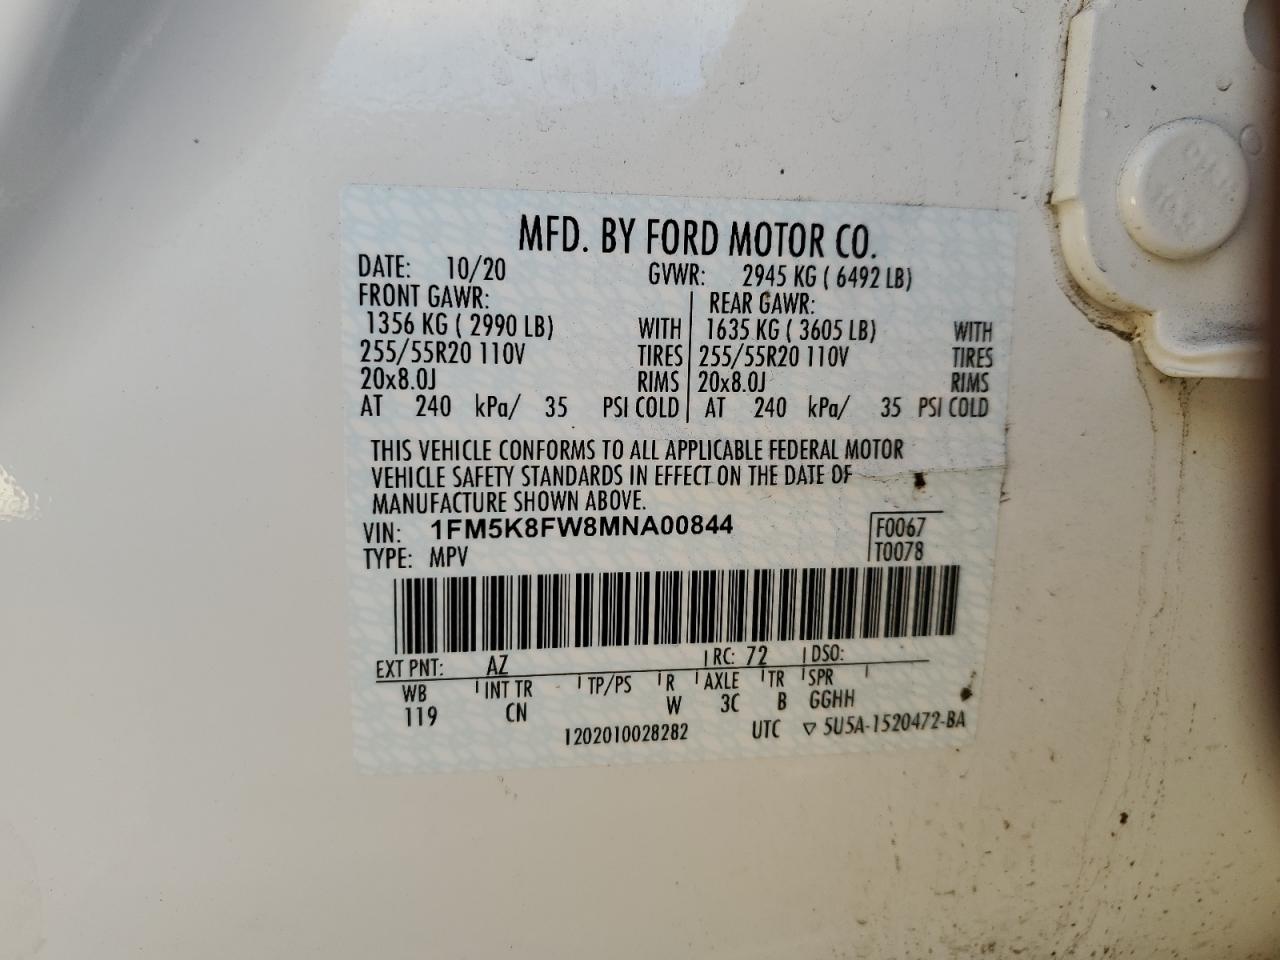 MFD. BY FORD MOTOR CO.
DATE: 10/20 GVWR: 2945 KG ( 6492 LB)
FRONT GAWR: REAR GAWR:
1356 KG ( 2990 LB) WITH 1635 KG ( 3605 LB) WITH
255/55R20 110V TIRES 255/55R20 110V TIRES
20x8.0J RIMS 20x8.0J RIMS
AT 240 kPa/ 35 PSI COLD AT 240 kPa/ 35 PSI COLD
THIS VEHICLE CONFORMS TO ALL APPLICABLE FEDERAL MOTOR
VEHICLE SAFETY STANDARDS IN EFFECT ON THE DATE OF
MANUFACTURE SHOWN ABOVE.
VIN: 1FM5K8FW8MNA00844 F0067
TYPE: MPV T0078
EXT PNT: AZ RC: 72 DSO:
WB INT TR TP/PS R AXLE TR SPR
119 CN W 3C B GGHH
1202010028282 UTC ▽ 5U5A-1520472-BA